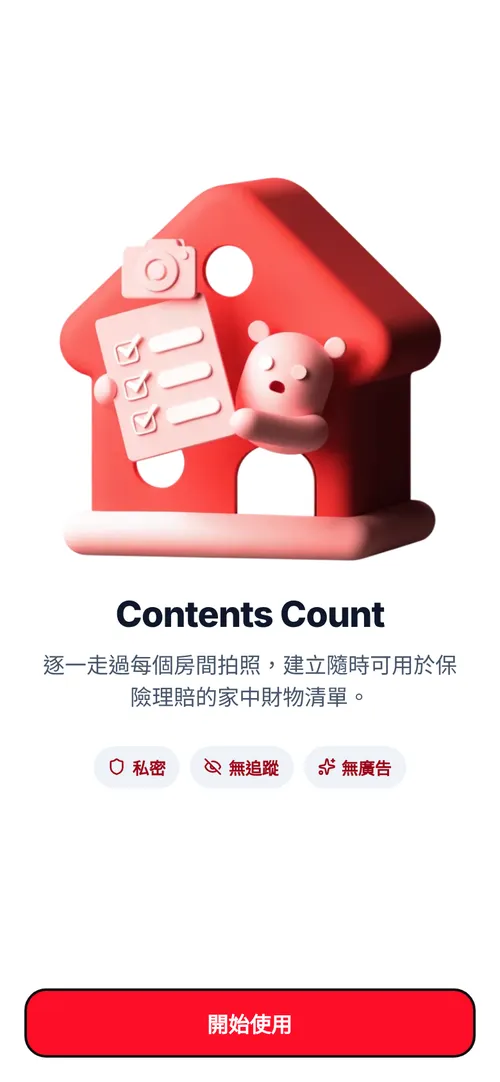 Contents Count
逐一走過每個房間拍照，建立隨時可用於保
險理賠的家中財物清單。
私密
無追蹤
無廣告
開始使用